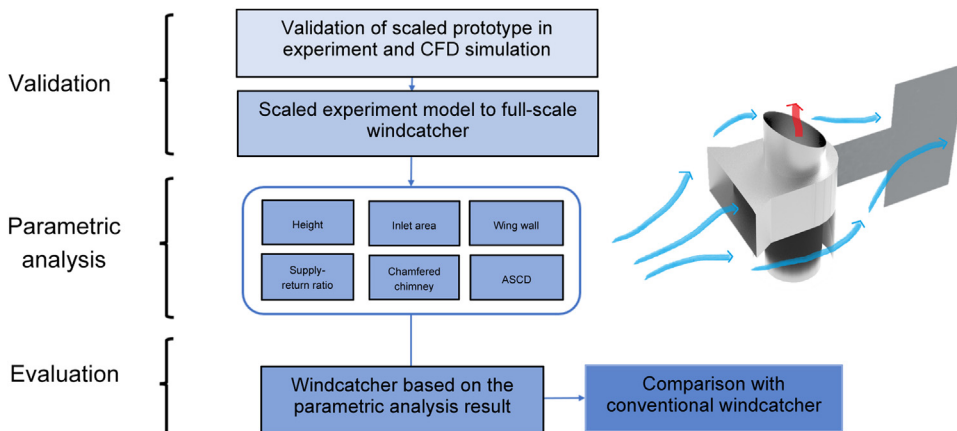 Validation
Validation of scaled prototype in
experiment and CFD simulation
Scaled experiment model to full-scale
windcatcher
Parametric
analysis
Height
Inlet area
Wing wall
Supply-
return ratio
Chamfered
chimney
ASCD
Evaluation
Windcatcher based on the
parametric analysis result
Comparison with
conventional windcatcher